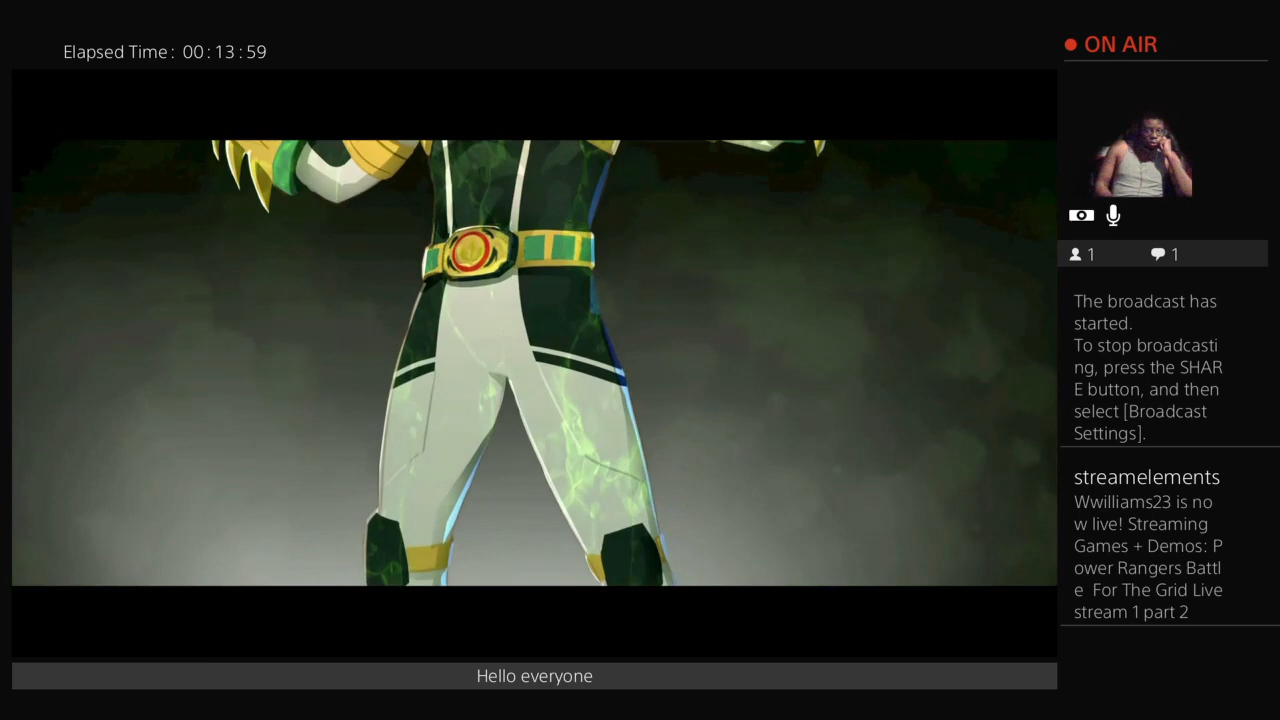 Elapsed Time: 00:13:59
ON AIR
1
1
The broadcast has
started.
To stop broadcasti
ng, press the SHAR
E button, and then
select [Broadcast
Settings].
streamelements
Wwilliams23 is no
w live! Streaming
Games + Demos: P
ower Rangers Battl
e For The Grid Live
stream 1 part 2
Hello everyone